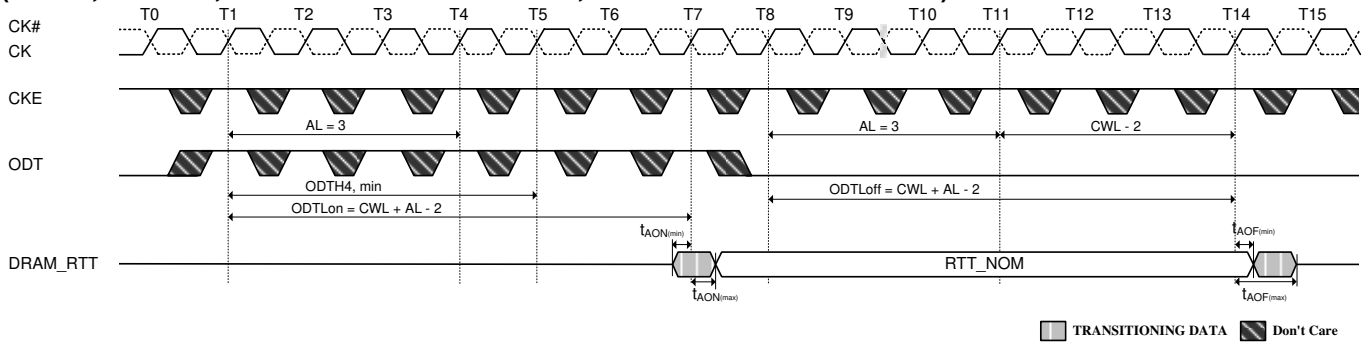 T0 T1 T2 T3 T4 T5 T6 T7 T8 T9 T10 T11 T12 T13 T14 T15
CK#
CK
CKE
AL = 3 AL = 3 CWL - 2
ODT
ODTH4, min ODTLoff = CWL + AL - 2
ODTLon = CWL + AL - 2
tAON(min) tAOF(min)
DRAM_RTT RTT_NOM
tAON(max) tAOF(max)
TRANSITIONING DATA Don't Care